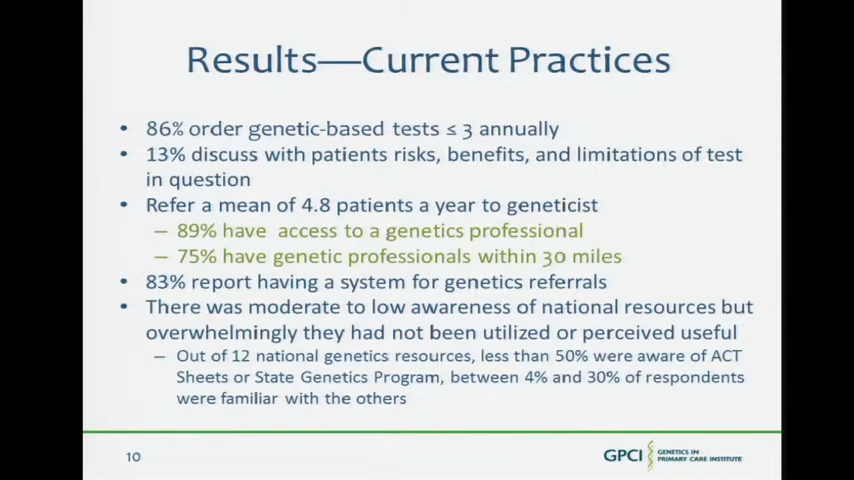 Results—Current Practices
• 86% order genetic-based tests ≤ 3 annually
• 13% discuss with patients risks, benefits, and limitations of test
in question
• Refer a mean of 4.8 patients a year to geneticist
– 89% have access to a genetics professional
– 75% have genetic professionals within 30 miles
• 83% report having a system for genetics referrals
• There was moderate to low awareness of national resources but
overwhelmingly they had not been utilized or perceived useful
– Out of 12 national genetics resources, less than 50% were aware of ACT
Sheets or State Genetics Program, between 4% and 30% of respondents
were familiar with the others
10
GPCI
GENETICS IN
PRIMARY CARE INSTITUTE